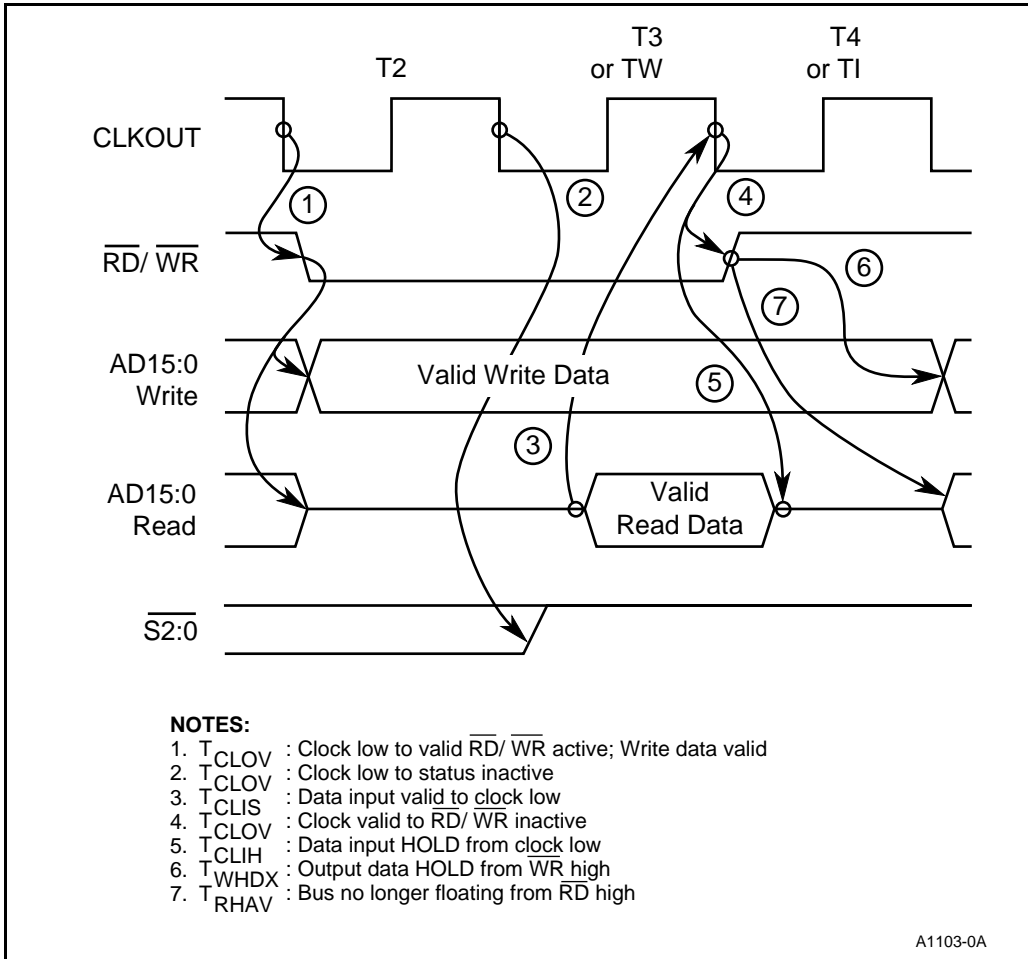 T2
T3
or TW
T4
or TI
CLKOUT
1
2
4
RD/ WR
6
7
AD15:0
Write
Valid Write Data
5
3
AD15:0
Read
Valid
Read Data
S2:0
NOTES:
1. TCLOV : Clock low to valid RD/ WR active; Write data valid
2. TCLOV : Clock low to status inactive
3. TCLIS : Data input valid to clock low
4. TCLOV : Clock valid to RD/ WR inactive
5. TCLIH : Data input HOLD from clock low
6. TWHDX : Output data HOLD from WR high
7. TRHAV : Bus no longer floating from RD high
A1103-0A